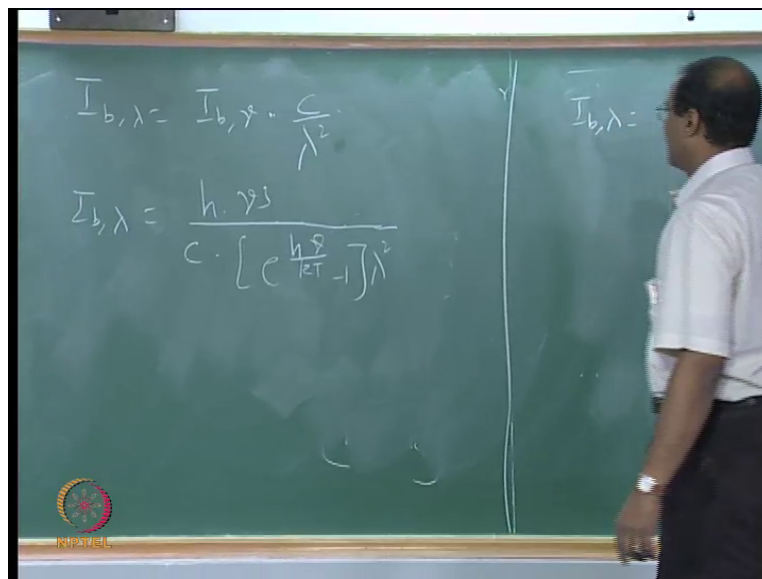 I_{b,λ} = I_{b,ν} · c/λ²
I_{b,λ} = h·ν³ / c·[e^{hν/kT} -1]λ²
I_{b,λ} =
NPTEL